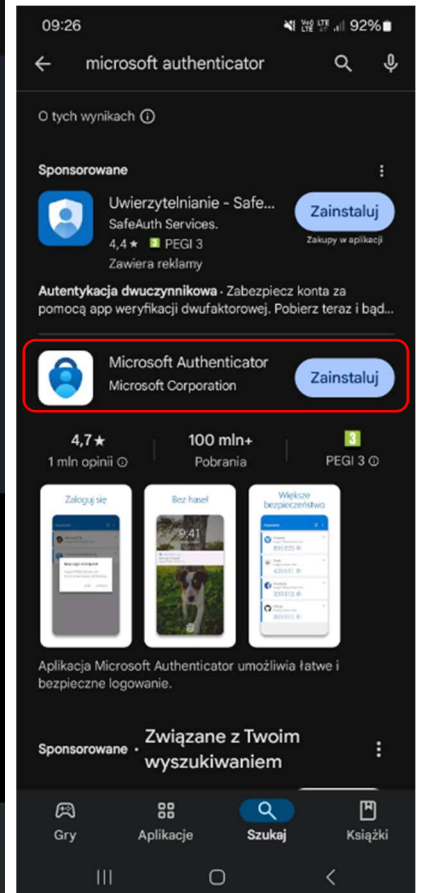 09:26 92%
microsoft authenticator
O tych wynikach
Sponsorowane
Uwierzytelnianie - Safe...
SafeAuth Services.
4,4★ 3 PEGI 3
Zawiera reklamy
Zainstaluj
Zakupy w aplikacji
Autentykacja dwuczynnikowa · Zabezpiecz konta za
pomocą app weryfikacji dwufaktorowej. Pobierz teraz i bąd...
Microsoft Authenticator
Microsoft Corporation
Zainstaluj
4,7★
1 mln opinii
100 mln+
Pobrania
3
PEGI 3
Zaloguj się
Bez haseł
9:41
Większe
bezpieczeństwo
Aplikacja Microsoft Authenticator umożliwia łatwe i
bezpieczne logowanie.
Sponsorowane · Związane z Twoim
wyszukiwaniem
Gry
Aplikacje
Szukaj
Książki